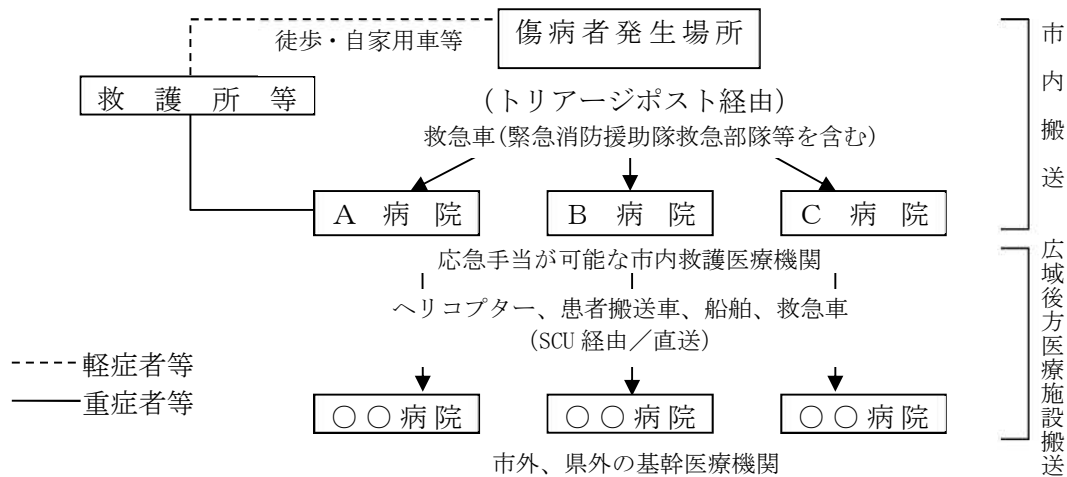 傷病者発生場所
徒歩・自家用車等
救護所等
(トリアージポスト経由)
救急車(緊急消防援助隊救急部隊等を含む)
A病院
B病院
C病院
応急手当が可能な市内救護医療機関
ヘリコプター、患者搬送車、船舶、救急車
(SCU経由／直送)
軽症者等
重症者等
○○病院
○○病院
○○病院
市外、県外の基幹医療機関
市内搬送
広域後方医療施設搬送